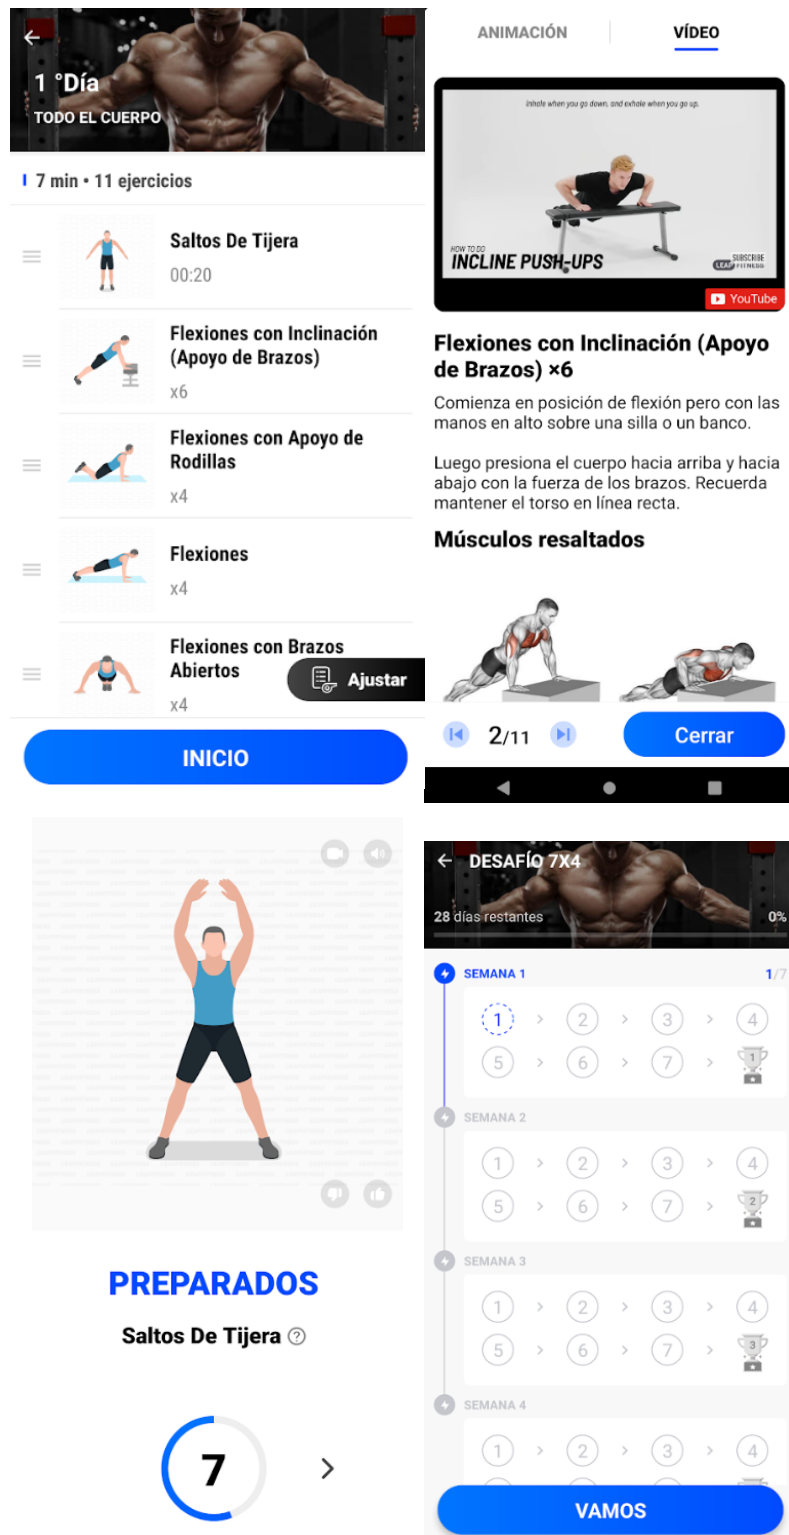 1 °Día
TODO EL CUERPO
7 min • 11 ejercicios
Saltos De Tijera
00:20
Flexiones con Inclinación
(Apoyo de Brazos)
x6
Flexiones con Apoyo de
Rodillas
x4
Flexiones
x4
Flexiones con Brazos
Abiertos
x4
Ajustar
INICIO
ANIMACIÓN
VÍDEO
Inhale when you go down, and exhale when you go up.
HOW TO DO
INCLINE PUSH-UPS
SUBSCRIBE
LEAP FITNESS
YouTube
Flexiones con Inclinación (Apoyo
de Brazos) ×6
Comienza en posición de flexión pero con las
manos en alto sobre una silla o un banco.
Luego presiona el cuerpo hacia arriba y hacia
abajo con la fuerza de los brazos. Recuerda
mantener el torso en línea recta.
Músculos resaltados
2/11
Cerrar
PREPARADOS
Saltos De Tijera ?
7
DESAFÍO 7X4
28 días restantes
0%
SEMANA 1
1/7
1 > 2 > 3 > 4
5 > 6 > 7 > 1
SEMANA 2
1 > 2 > 3 > 4
5 > 6 > 7 > 2
SEMANA 3
1 > 2 > 3 > 4
5 > 6 > 7 > 3
SEMANA 4
1 > 2 > 3 > 4
VAMOS